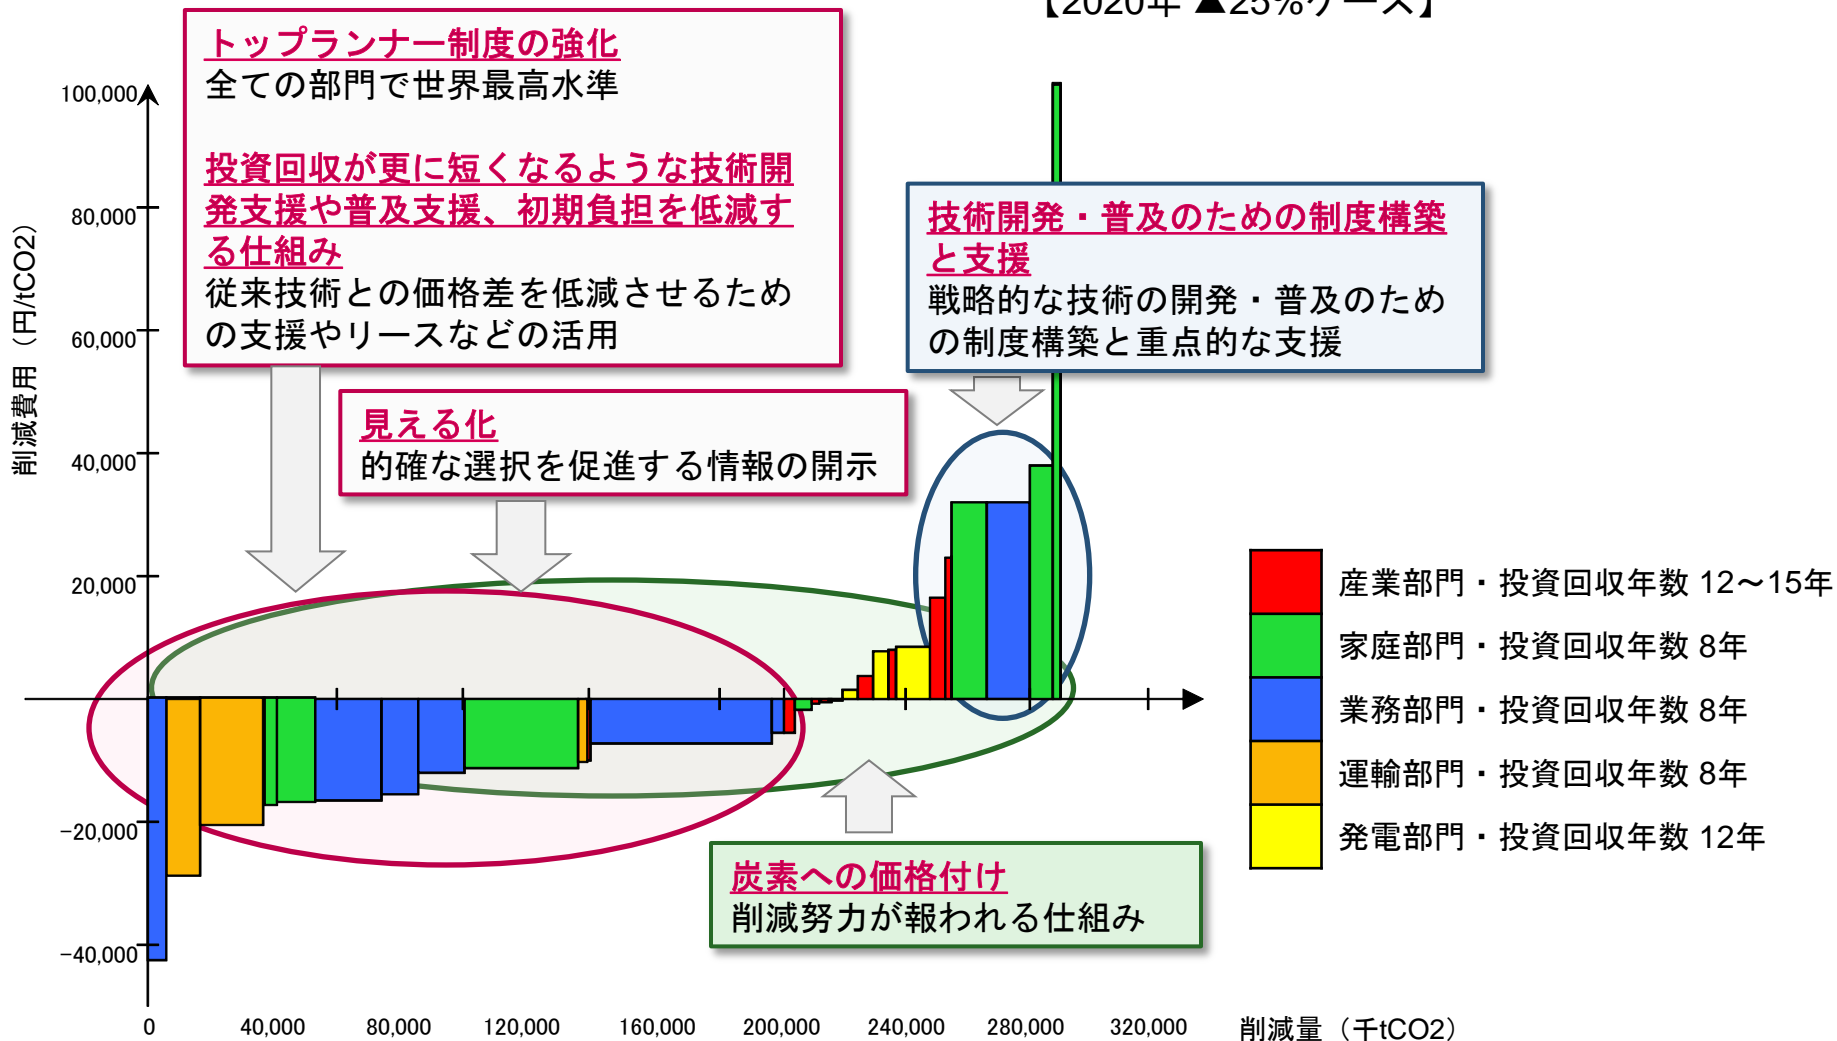 【2020年 ▲25%ケース】
トップランナー制度の強化
全ての部門で世界最高水準
投資回収が更に短くなるような技術開
発支援や普及支援、初期負担を低減す
る仕組み
従来技術との価格差を低減させるため
の支援やリースなどの活用
技術開発・普及のための制度構築
と支援
戦略的な技術の開発・普及のため
の制度構築と重点的な支援
見える化
的確な選択を促進する情報の開示
炭素への価格付け
削減努力が報われる仕組み
削減費用（円/tCO2）
100,000
80,000
60,000
40,000
20,000
−20,000
−40,000
0
40,000
80,000
120,000
160,000
200,000
240,000
280,000
320,000
削減量（千tCO2）
産業部門・投資回収年数 12～15年
家庭部門・投資回収年数 8年
業務部門・投資回収年数 8年
運輸部門・投資回収年数 8年
発電部門・投資回収年数 12年